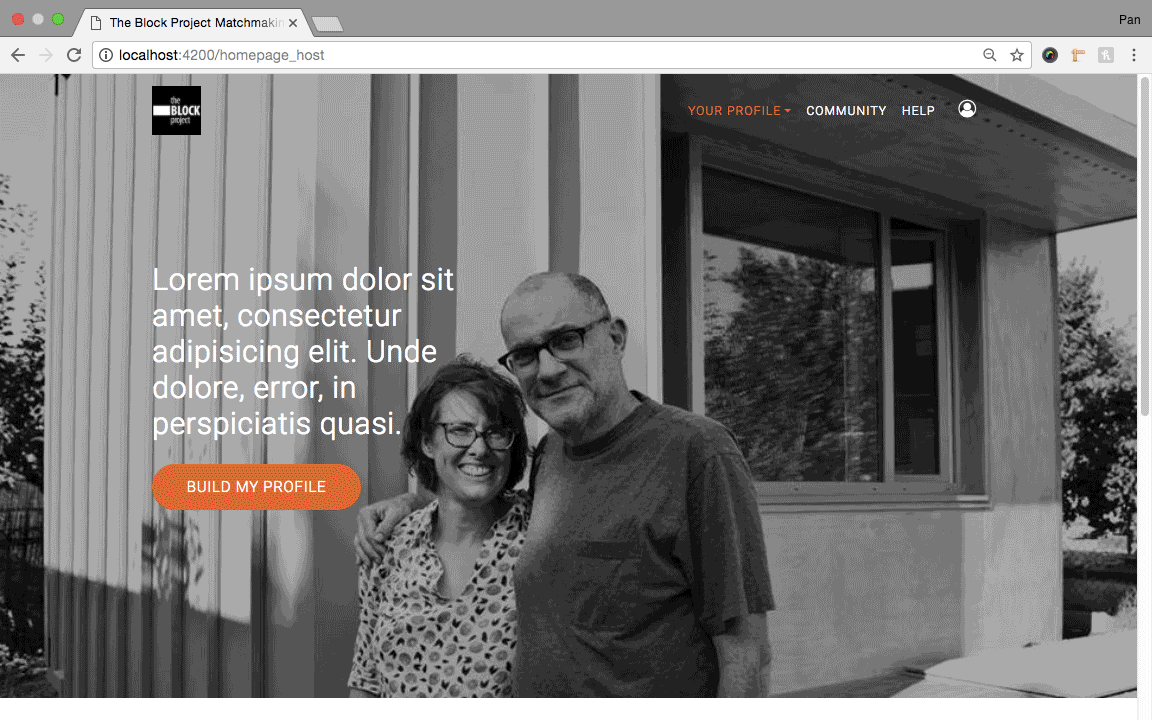 The Block Project Matchmakin
Pan
localhost:4200/homepage_host
the
BLOCK
project
YOUR PROFILE
COMMUNITY
HELP
Lorem ipsum dolor sit
amet, consectetur
adipisicing elit. Unde
dolore, error, in
perspiciatis quasi.
BUILD MY PROFILE